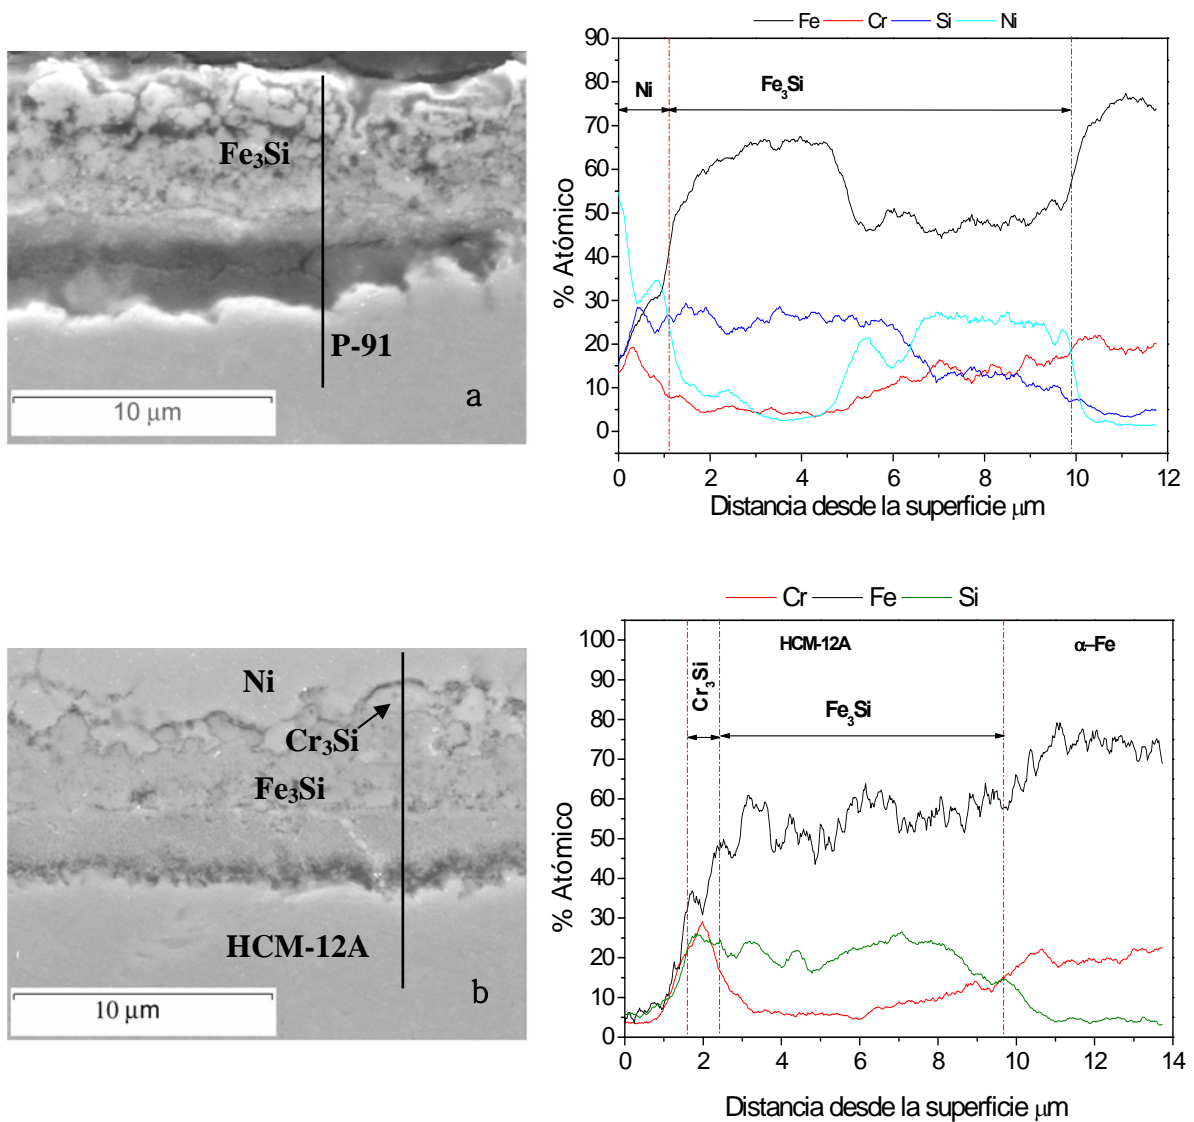 Fe₃Si
P-91
10 μm
a
Fe Cr Si Ni
90
80
70
60
50
40
30
20
10
0
% Atómico
Ni
Fe₃Si
0 2 4 6 8 10 12
Distancia desde la superficie μm
Ni
Cr₃Si
Fe₃Si
HCM-12A
10 μm
b
Cr Fe Si
100
90
80
70
60
50
40
30
20
10
0
% Atómico
HCM-12A
α–Fe
Cr₃Si
Fe₃Si
0 2 4 6 8 10 12 14
Distancia desde la superficie μm